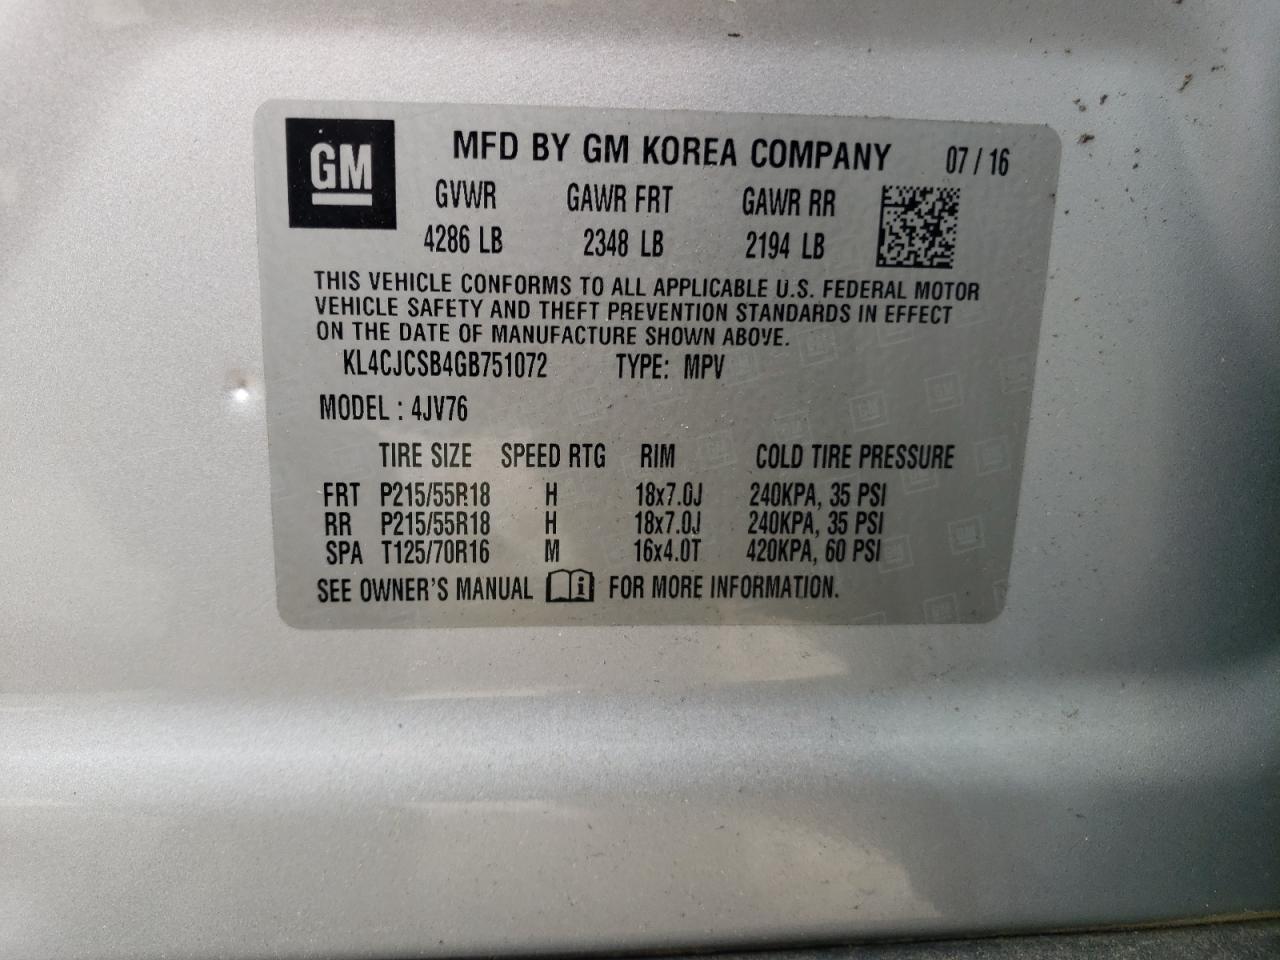 GM MFD BY GM KOREA COMPANY 07 / 16
GVWR GAWR FRT GAWR RR
4286 LB 2348 LB 2194 LB
THIS VEHICLE CONFORMS TO ALL APPLICABLE U.S. FEDERAL MOTOR
VEHICLE SAFETY AND THEFT PREVENTION STANDARDS IN EFFECT
ON THE DATE OF MANUFACTURE SHOWN ABOVE.
KL4CJCSB4GB751072 TYPE: MPV
MODEL : 4JV76
TIRE SIZE SPEED RTG RIM COLD TIRE PRESSURE
FRT P215/55R18 H 18x7.0J 240KPA, 35 PSI
RR P215/55R18 H 18x7.0J 240KPA, 35 PSI
SPA T125/70R16 M 16x4.0T 420KPA, 60 PSI
SEE OWNER'S MANUAL i FOR MORE INFORMATION.